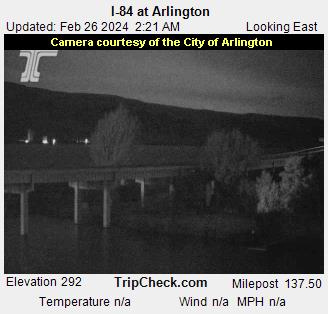 I-84 at Arlington
Updated: Feb 26 2024 2:21 AM Looking East
Camera courtesy of the City of Arlington
Elevation 292 TripCheck.com Milepost 137.50
Temperature n/a Wind n/a MPH n/a